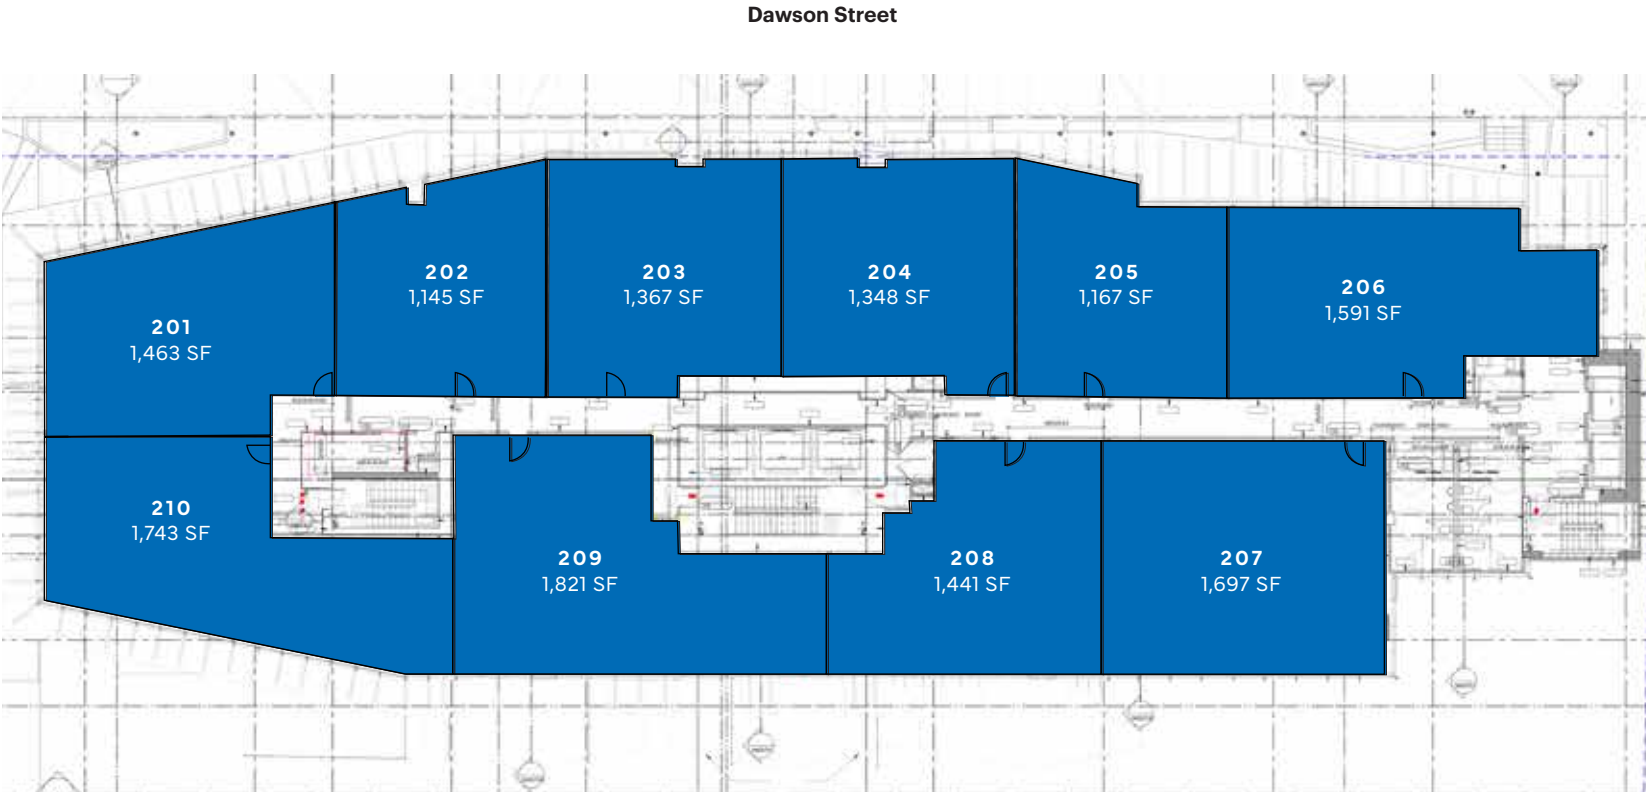 Dawson Street
201
1,463 SF
202
1,145 SF
203
1,367 SF
204
1,348 SF
205
1,167 SF
206
1,591 SF
210
1,743 SF
209
1,821 SF
208
1,441 SF
207
1,697 SF